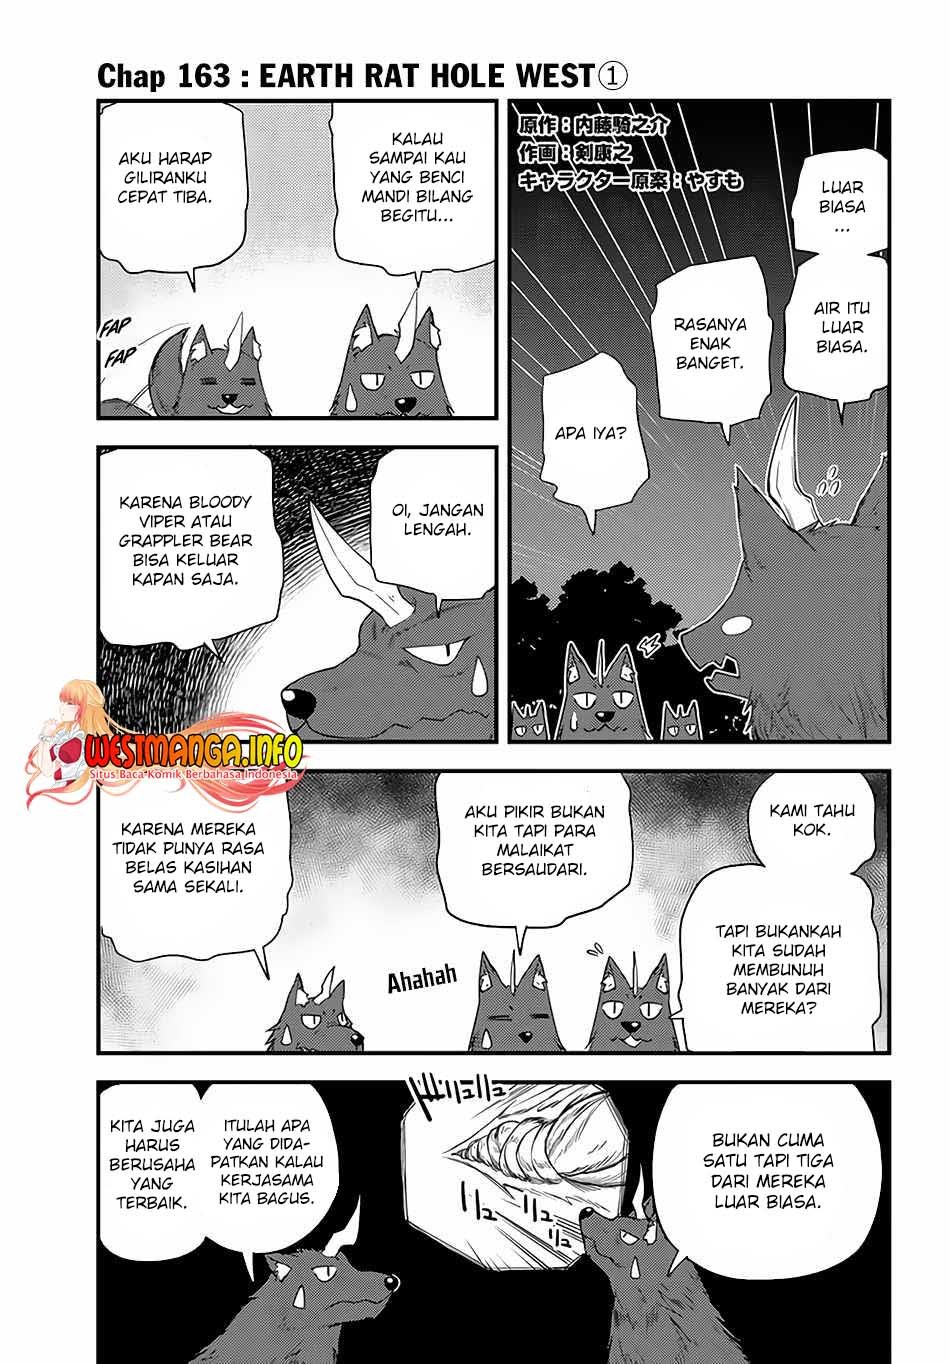 Chap 163 : EARTH RAT HOLE WEST①
原作：内藤騎之介
作画：剣康之
キャラクター原案：やすも
LUAR
BIASA
...
AIR ITU
LUAR
BIASA.
RASANYA
ENAK
BANGET.
APA IYA?
KALAU
SAMPAI KAU
YANG BENCI
MANDI BILANG
BEGITU...
AKU HARAP
GILIRANKU
CEPAT TIBA.
FAP
FAP
OI, JANGAN
LENGAH.
KARENA BLOODY
VIPER ATAU
GRAPPLER BEAR
BISA KELUAR
KAPAN SAJA.
WESTMANGA.INFO
Situs Baca Komik Berbahasa Indonesia
KAMI TAHU
KOK.
TAPI BUKANKAH
KITA SUDAH
MEMBUNUH
BANYAK DARI
MEREKA?
AKU PIKIR BUKAN
KITA TAPI PARA
MALAIKAT
BERSAUDARI.
Ahahah
KARENA MEREKA
TIDAK PUNYA RASA
BELAS KASIHAN
SAMA SEKALI.
BUKAN CUMA
SATU TAPI TIGA
DARI MEREKA
LUAR BIASA.
ITULAH APA
YANG DIDA-
PATKAN KALAU
KERJASAMA
KITA BAGUS.
KITA JUGA
HARUS
BERUSAHA
YANG
TERBAIK.